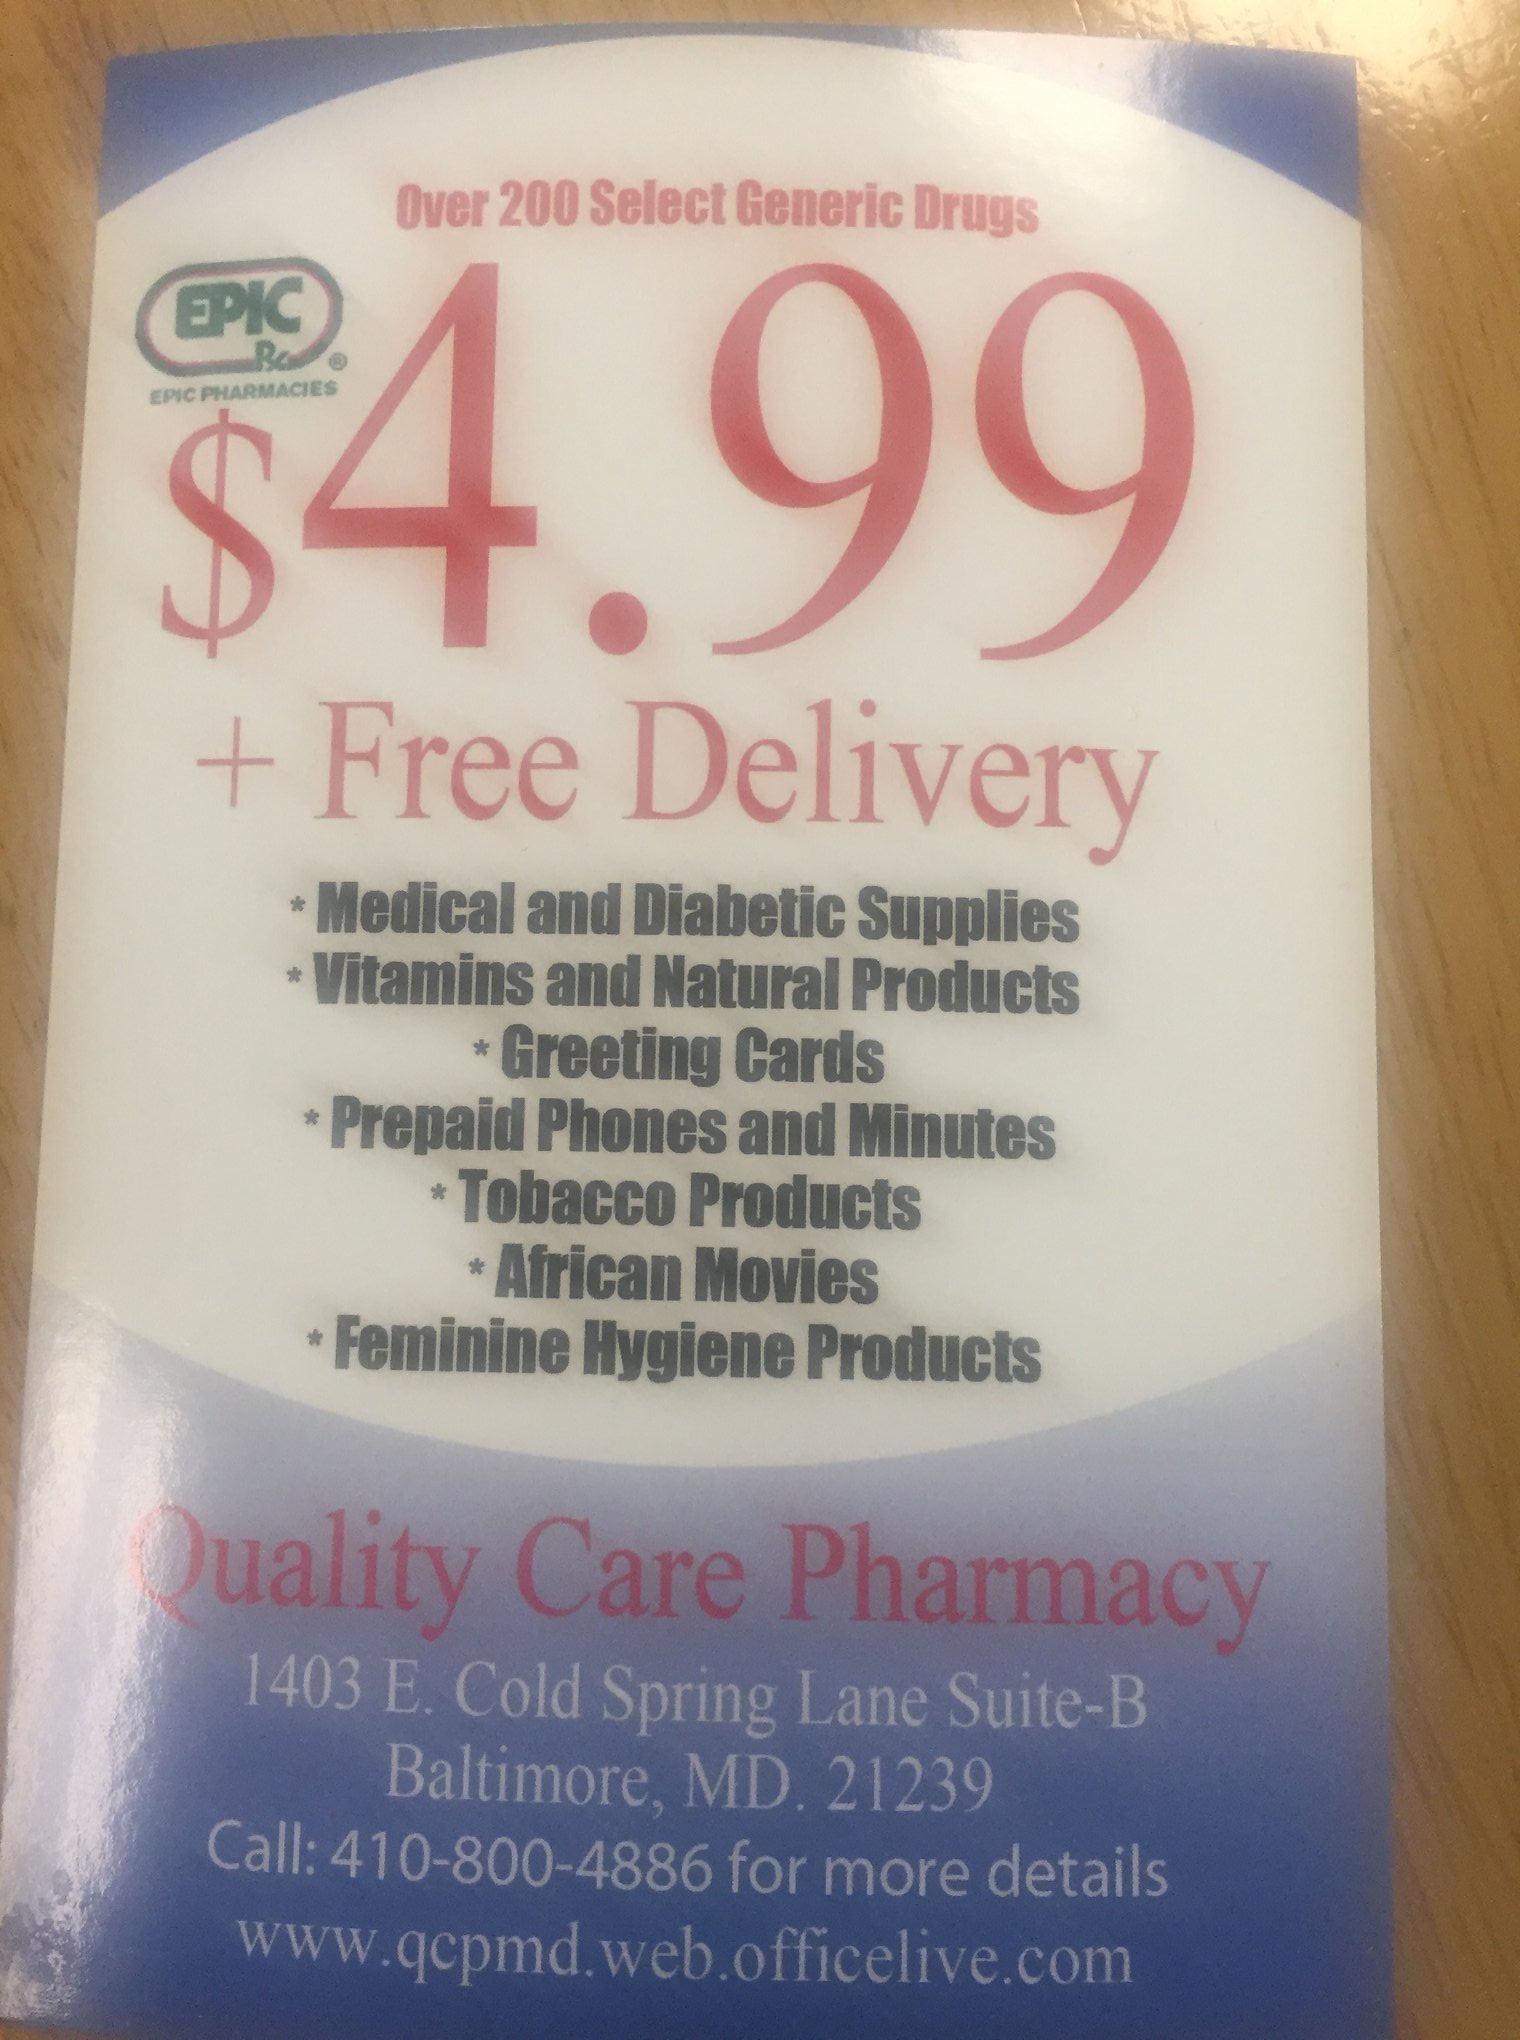 Over 200 Select Generic Drugs
EPIC
Rx ®
EPIC PHARMACIES
$4.99
+ Free Delivery
* Medical and Diabetic Supplies
* Vitamins and Natural Products
* Greeting Cards
* Prepaid Phones and Minutes
* Tobacco Products
* African Movies
* Feminine Hygiene Products
Quality Care Pharmacy
1403 E. Cold Spring Lane Suite-B
Baltimore, MD. 21239
Call: 410-800-4886 for more details
www.qcpmd.web.officelive.com